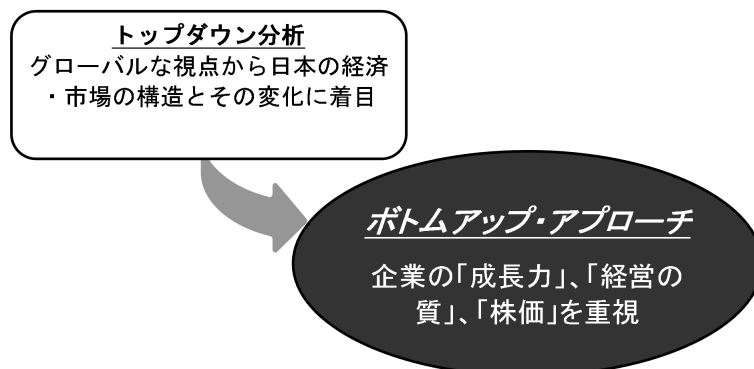 トップダウン分析
グローバルな視点から日本の経済
・市場の構造とその変化に着目
ボトムアップ・アプローチ
企業の「成長力」、「経営の
質」、「株価」を重視